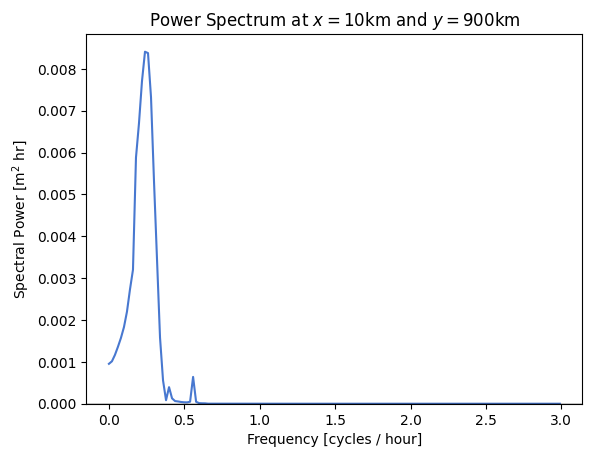 Power Spectrum at x = 10km and y = 900km
Spectral Power [m² hr]
0.008
0.007
0.006
0.005
0.004
0.003
0.002
0.001
0.000
0.0 0.5 1.0 1.5 2.0 2.5 3.0
Frequency [cycles / hour]